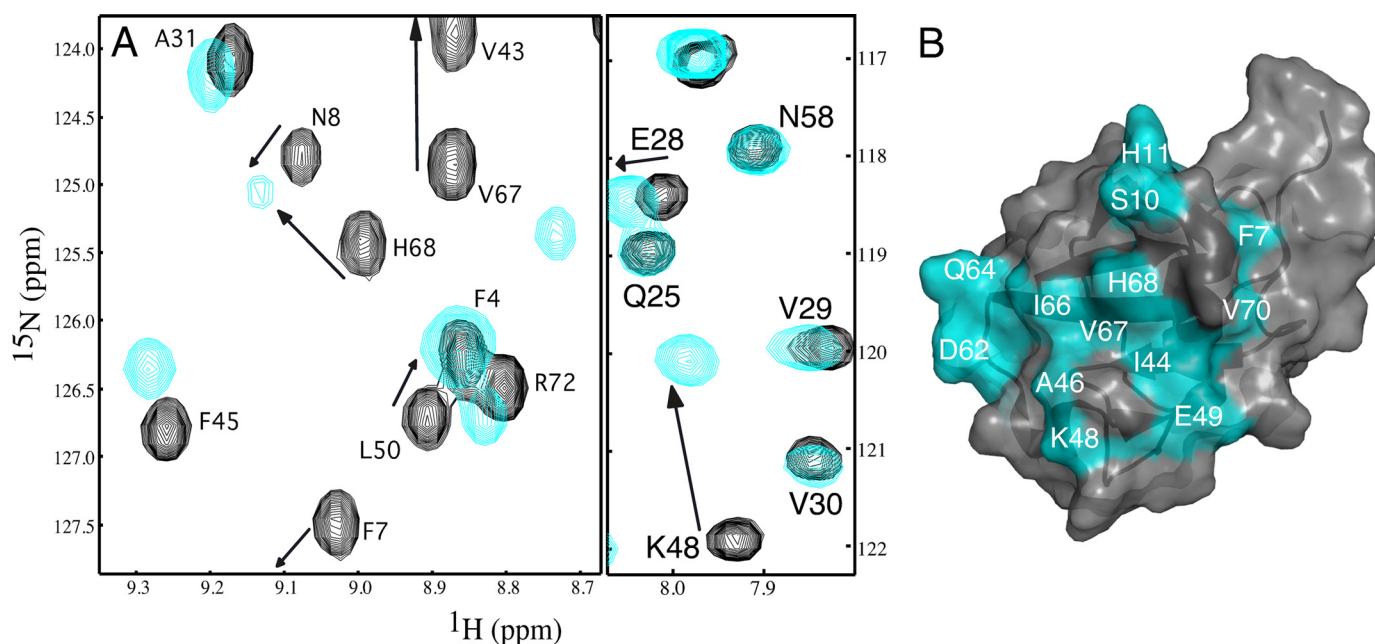 A
B
A31
V43
N8
V67
H68
F4
R72
F45
L50
F7
E28
N58
Q25
V29
V30
K48
124.0
124.5
125.0
125.5
126.0
126.5
127.0
127.5
117
118
119
120
121
122
9.3
9.2
9.1
9.0
8.9
8.8
8.7
8.0
7.9
15N (ppm)
1H (ppm)
H11
S10
F7
Q64
H68
I66
V70
V67
D62
I44
A46
E49
K48